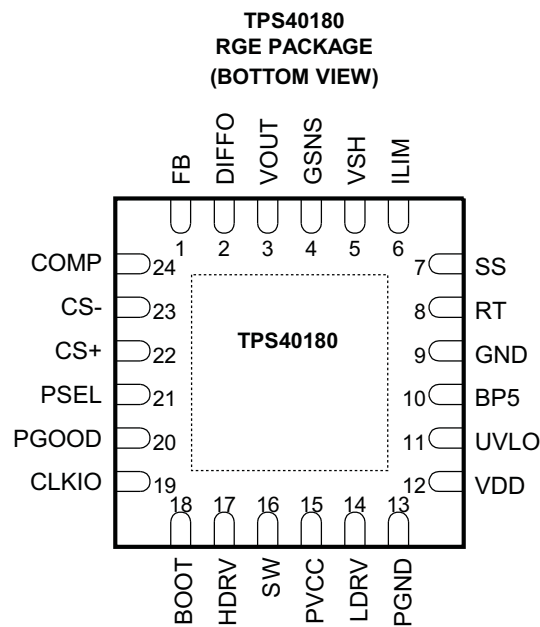 TPS40180
RGE PACKAGE
(BOTTOM VIEW)
FB
DIFFO
VOUT
GSNS
VSH
ILIM
1 2 3 4 5 6
COMP 24
CS- 23
CS+ 22
PSEL 21
PGOOD 20
CLKIO 19
TPS40180
7 SS
8 RT
9 GND
10 BP5
11 UVLO
12 VDD
18 17 16 15 14 13
BOOT
HDRV
SW
PVCC
LDRV
PGND